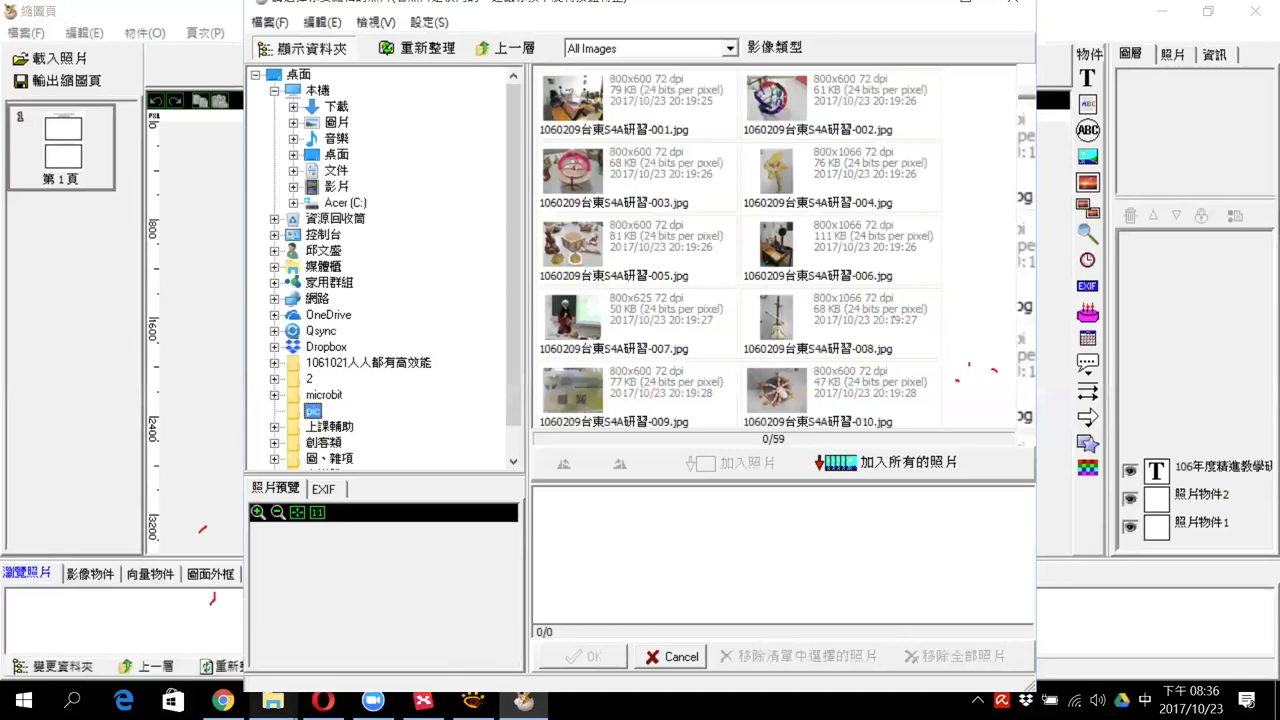 縮圖頁
檔案(F) 編輯(E) 物件(O) 頁次(P)
載入照片
輸出縮圖頁
1
第 1 頁
0
800
1600
2400
3200
瀏覽照片 影像物件 向量物件 圖面外框
變更資料夾 上一層 重新
檔案(F) 編輯(E) 檢視(V) 設定(S)
顯示資料夾 重新整理 上一層 All Images 影像類型
桌面
本機
下載
圖片
音樂
桌面
文件
影片
Acer (C:)
資源回收筒
控制台
邱文盛
媒體櫃
家用群組
網路
OneDrive
Qsync
Dropbox
1061021人人都有高效能
2
microbit
pic
上課輔助
創客類
圖、雜項
800x600 72 dpi
79 KB (24 bits per pixel)
2017/10/23 20:19:25
1060209台東S4A研習-001.jpg
800x600 72 dpi
61 KB (24 bits per pixel)
2017/10/23 20:19:26
1060209台東S4A研習-002.jpg
800x600 72 dpi
68 KB (24 bits per pixel)
2017/10/23 20:19:26
1060209台東S4A研習-003.jpg
800x1066 72 dpi
76 KB (24 bits per pixel)
2017/10/23 20:19:26
1060209台東S4A研習-004.jpg
800x600 72 dpi
81 KB (24 bits per pixel)
2017/10/23 20:19:26
1060209台東S4A研習-005.jpg
800x1066 72 dpi
111 KB (24 bits per pixel)
2017/10/23 20:19:26
1060209台東S4A研習-006.jpg
800x625 72 dpi
50 KB (24 bits per pixel)
2017/10/23 20:19:27
1060209台東S4A研習-007.jpg
800x1066 72 dpi
68 KB (24 bits per pixel)
2017/10/23 20:19:27
1060209台東S4A研習-008.jpg
800x600 72 dpi
77 KB (24 bits per pixel)
2017/10/23 20:19:28
1060209台東S4A研習-009.jpg
800x600 72 dpi
47 KB (24 bits per pixel)
2017/10/23 20:19:28
1060209台東S4A研習-010.jpg
0/59
加入照片 加入所有的照片
照片預覽 EXIF
1:1
0/0
OK Cancel 移除清單中選擇的照片 移除全部照片
物件
T
ABC
ABC
EXIF
圖層 照片 資訊
T 106年度精進教學研
照片物件2
照片物件1
中 下午 08:36
2017/10/23